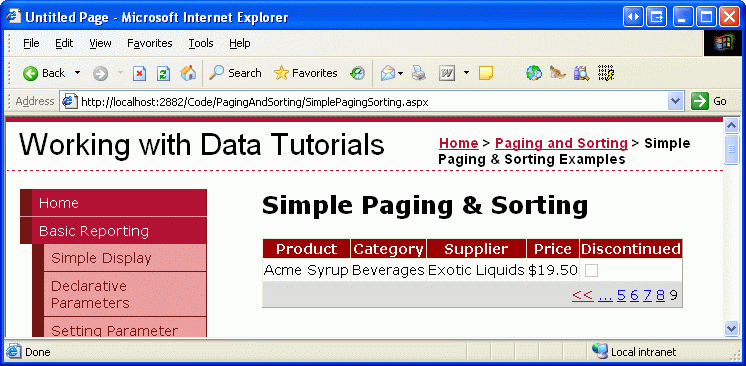 Untitled Page - Microsoft Internet Explorer
File Edit View Favorites Tools Help
Back Search Favorites
Address http://localhost:2882/Code/PagingAndSorting/SimplePagingSorting.aspx Go
Working with Data Tutorials
Home > Paging and Sorting > Simple
Paging & Sorting Examples
Home
Basic Reporting
Simple Display
Declarative
Parameters
Setting Parameter
Simple Paging & Sorting
Product Category Supplier Price Discontinued
Acme Syrup Beverages Exotic Liquids $19.50
<< ... 5 6 7 8 9
Done Local intranet